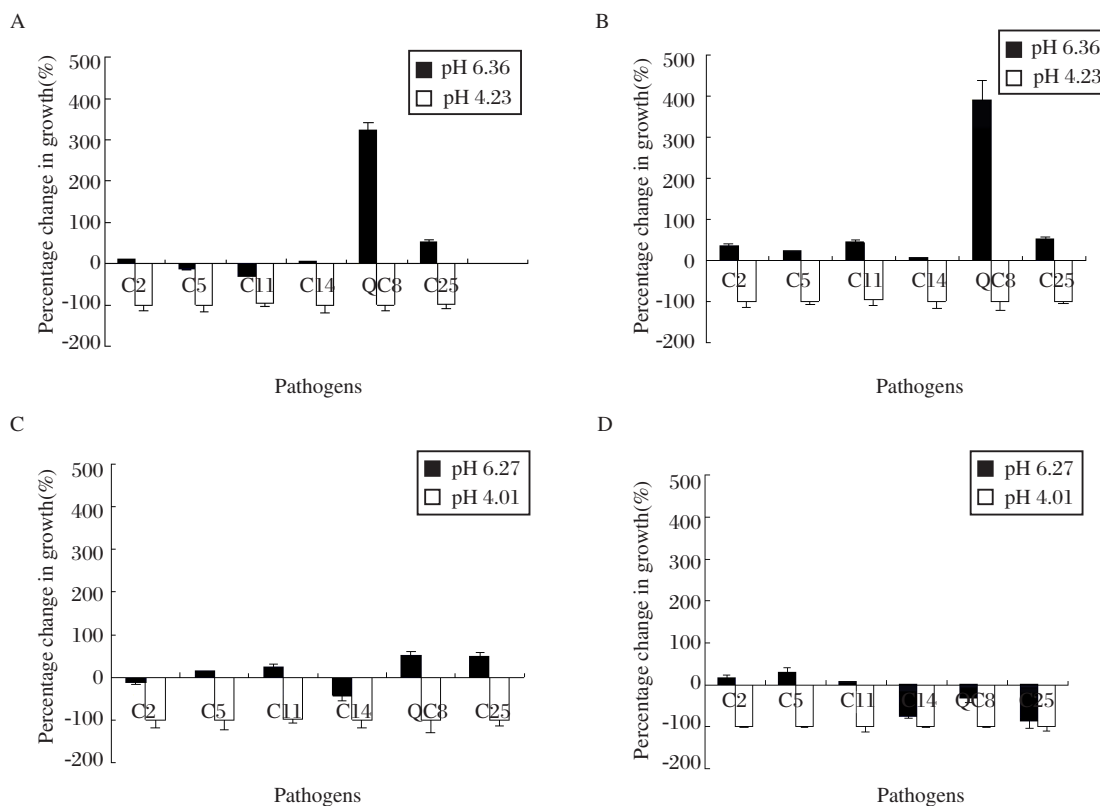 A
Percentage change in growth(%)
500
400
300
200
100
0
-100
-200
pH 6.36
pH 4.23
C2 C5 C11 C14 QC8 C25
Pathogens
B
Percentage change in growth(%)
500
400
300
200
100
0
-100
-200
pH 6.36
pH 4.23
C2 C5 C11 C14 QC8 C25
Pathogens
C
Percentage change in growth(%)
500
400
300
200
100
0
-100
-200
pH 6.27
pH 4.01
C2 C5 C11 C14 QC8 C25
Pathogens
D
Percentage change in growth(%)
500
400
300
200
100
0
-100
-200
pH 6.27
pH 4.01
C2 C5 C11 C14 QC8 C25
Pathogens